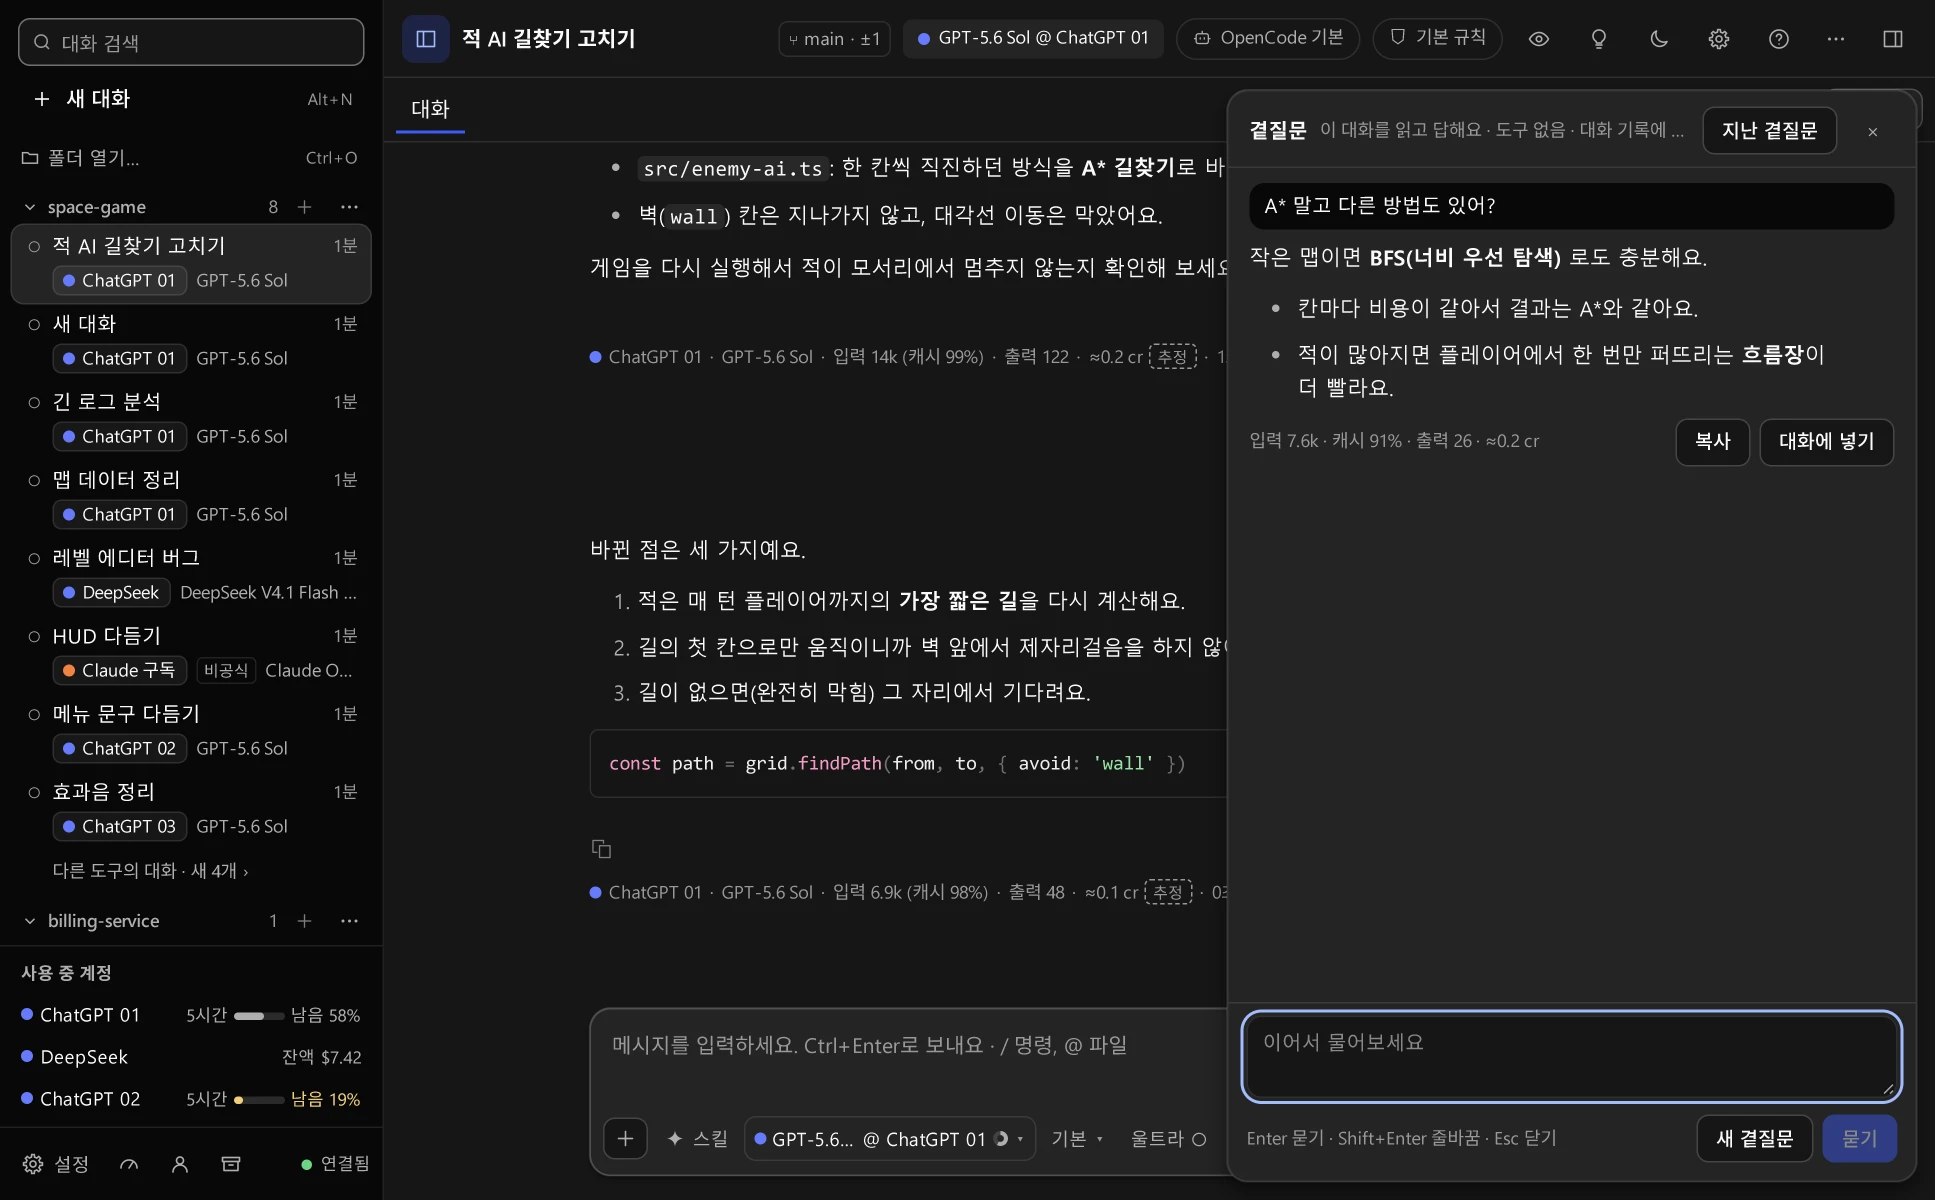 대화 검색
새 대화 Alt+N
폴더 열기... Ctrl+O
space-game 8
적 AI 길찾기 고치기 1분
ChatGPT 01 GPT-5.6 Sol
새 대화 1분
ChatGPT 01 GPT-5.6 Sol
긴 로그 분석 1분
ChatGPT 01 GPT-5.6 Sol
맵 데이터 정리 1분
ChatGPT 01 GPT-5.6 Sol
레벨 에디터 버그 1분
DeepSeek DeepSeek V4.1 Flash ...
HUD 다듬기 1분
Claude 구독 비공식 Claude O...
메뉴 문구 다듬기 1분
ChatGPT 02 GPT-5.6 Sol
효과음 정리 1분
ChatGPT 03 GPT-5.6 Sol
다른 도구의 대화 · 새 4개 ›
billing-service 1
사용 중 계정
ChatGPT 01 5시간 남음 58%
DeepSeek 잔액 $7.42
ChatGPT 02 5시간 남음 19%
설정 연결됨
적 AI 길찾기 고치기
main · ±1
GPT-5.6 Sol @ ChatGPT 01
OpenCode 기본
기본 규칙
대화
• src/enemy-ai.ts: 한 칸씩 직진하던 방식을 A* 길찾기로 바
• 벽(wall) 칸은 지나가지 않고, 대각선 이동은 막았어요.
게임을 다시 실행해서 적이 모서리에서 멈추지 않는지 확인해 보세요
ChatGPT 01 · GPT-5.6 Sol · 입력 14k (캐시 99%) · 출력 122 · ≈0.2 cr 추정 · 1
바뀐 점은 세 가지예요.
1. 적은 매 턴 플레이어까지의 가장 짧은 길을 다시 계산해요.
2. 길의 첫 칸으로만 움직이니까 벽 앞에서 제자리걸음을 하지 않
3. 길이 없으면(완전히 막힘) 그 자리에서 기다려요.
const path = grid.findPath(from, to, { avoid: 'wall' })
ChatGPT 01 · GPT-5.6 Sol · 입력 6.9k (캐시 98%) · 출력 48 · ≈0.1 cr 추정 · 03
메시지를 입력하세요. Ctrl+Enter로 보내요 · / 명령, @ 파일
스킬 GPT-5.6... @ ChatGPT 01 기본 울트라
곁질문 이 대화를 읽고 답해요 · 도구 없음 · 대화 기록에 ... 지난 곁질문 ×
A* 말고 다른 방법도 있어?
작은 맵이면 BFS(너비 우선 탐색) 로도 충분해요.
• 칸마다 비용이 같아서 결과는 A*와 같아요.
• 적이 많아지면 플레이어에서 한 번만 퍼뜨리는 흐름장이
더 빨라요.
입력 7.6k · 캐시 91% · 출력 26 · ≈0.2 cr 복사 대화에 넣기
이어서 물어보세요
Enter 묻기 · Shift+Enter 줄바꿈 · Esc 닫기 새 곁질문 묻기